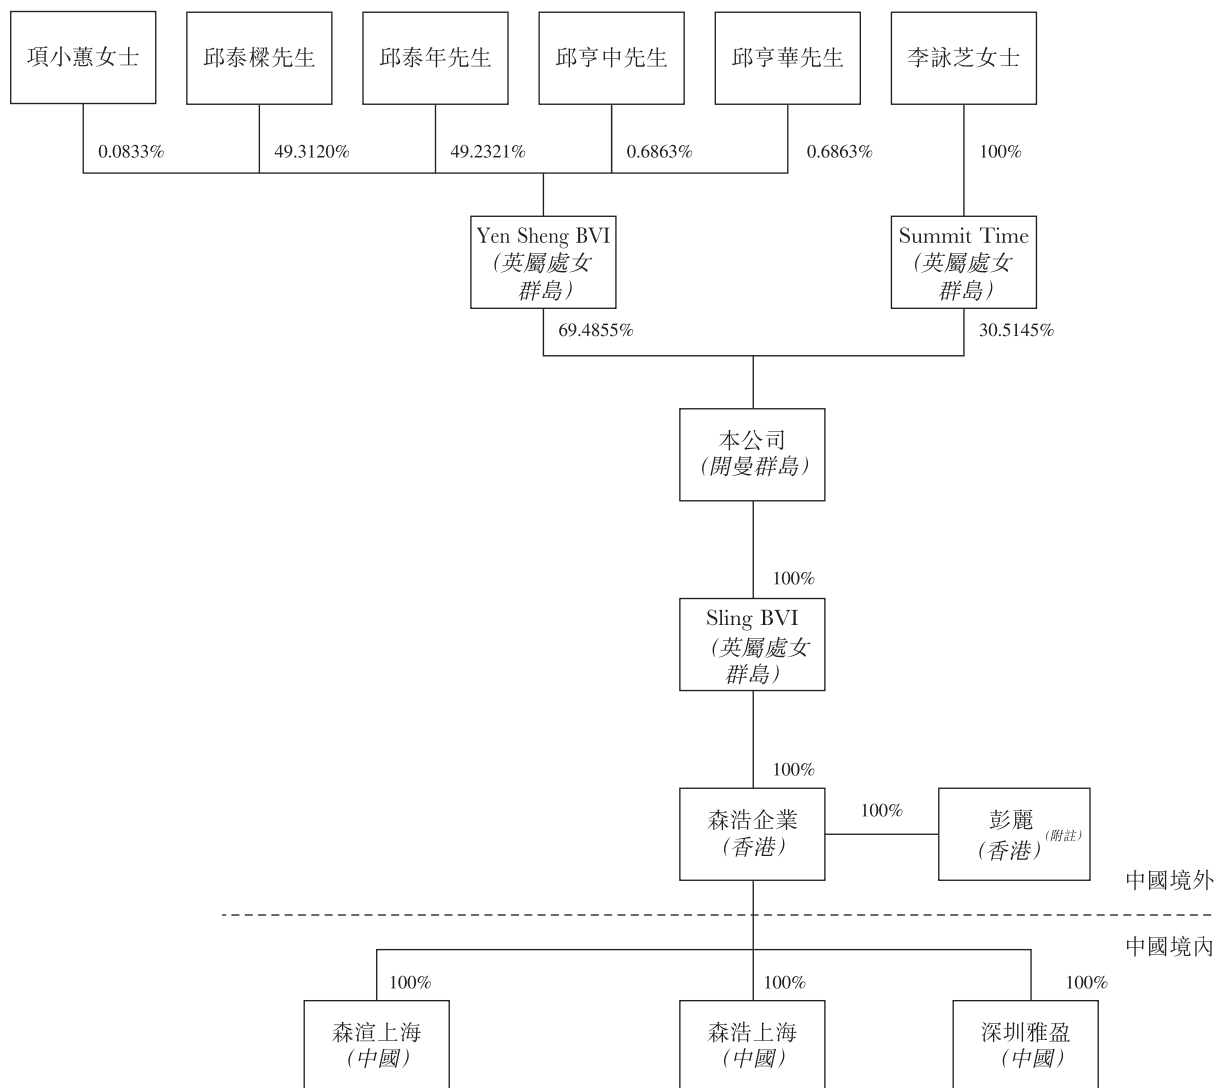 項小蕙女士
邱泰樑先生
邱泰年先生
邱亨中先生
邱亨華先生
李詠芝女士
0.0833%
49.3120%
49.2321%
0.6863%
0.6863%
100%
Yen Sheng BVI
(英屬處女
群島)
Summit Time
(英屬處女
群島)
69.4855%
30.5145%
本公司
(開曼群島)
100%
Sling BVI
(英屬處女
群島)
100%
森浩企業
(香港)
100%
彭麗
(香港)(附註)
中國境外
中國境內
100%
100%
100%
森渲上海
(中國)
森浩上海
(中國)
深圳雅盈
(中國)